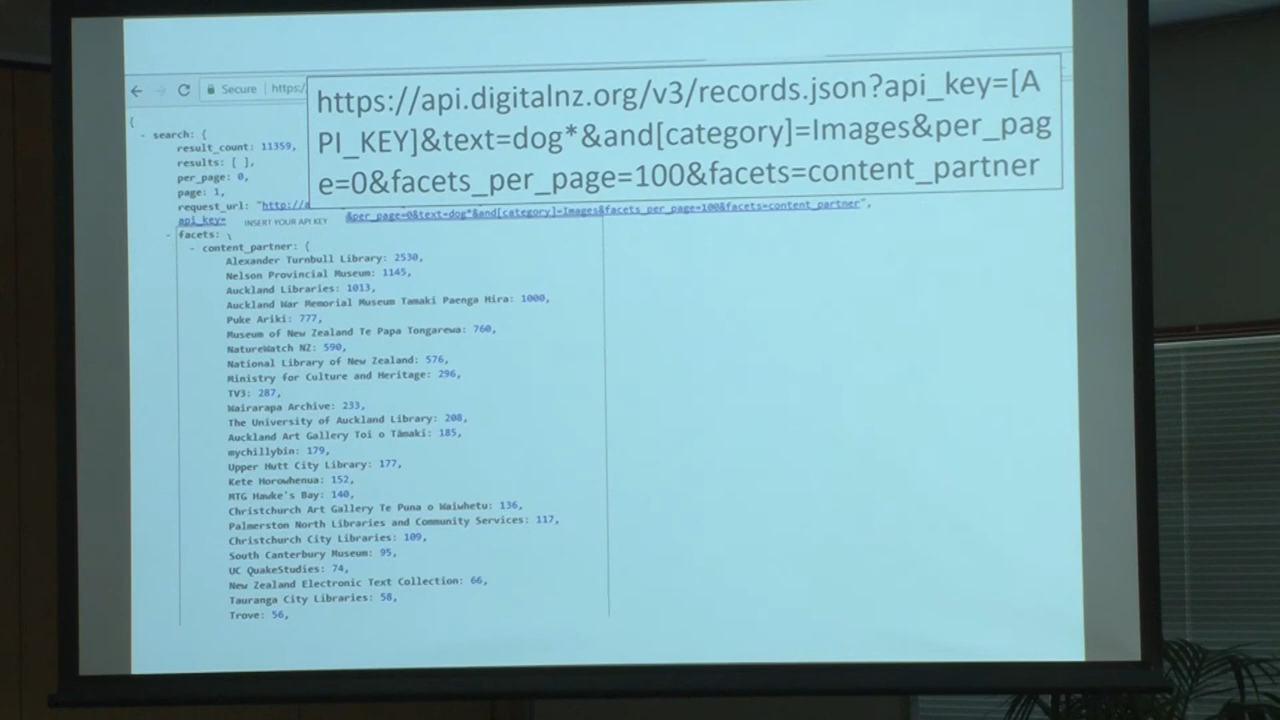 Secure | https:/
https://api.digitalnz.org/v3/records.json?api_key=[A
PI_KEY]&text=dog*&and[category]=Images&per_pag
e=0&facets_per_page=100&facets=content_partner
{
- search: {
result_count: 11359,
results: [ ],
per_page: 0,
page: 1,
request_url: "http://a
api_key= INSERT YOUR API KEY &per_page=0&text=dog*&and[category]=Images&facets_per_page=100&facets=content_partner",
- facets: {
- content_partner: {
Alexander Turnbull Library: 2530,
Nelson Provincial Museum: 1145,
Auckland Libraries: 1013,
Auckland War Memorial Museum Tamaki Paenga Hira: 1000,
Puke Ariki: 777,
Museum of New Zealand Te Papa Tongarewa: 760,
NatureWatch NZ: 590,
National Library of New Zealand: 576,
Ministry for Culture and Heritage: 296,
TV3: 287,
Wairarapa Archive: 233,
The University of Auckland Library: 208,
Auckland Art Gallery Toi o Tāmaki: 185,
mychillybin: 179,
Upper Hutt City Library: 177,
Kete Horowhenua: 152,
MTG Hawke's Bay: 140,
Christchurch Art Gallery Te Puna o Waiwhetu: 136,
Palmerston North Libraries and Community Services: 117,
Christchurch City Libraries: 109,
South Canterbury Museum: 95,
UC QuakeStudies: 74,
New Zealand Electronic Text Collection: 66,
Tauranga City Libraries: 58,
Trove: 56,